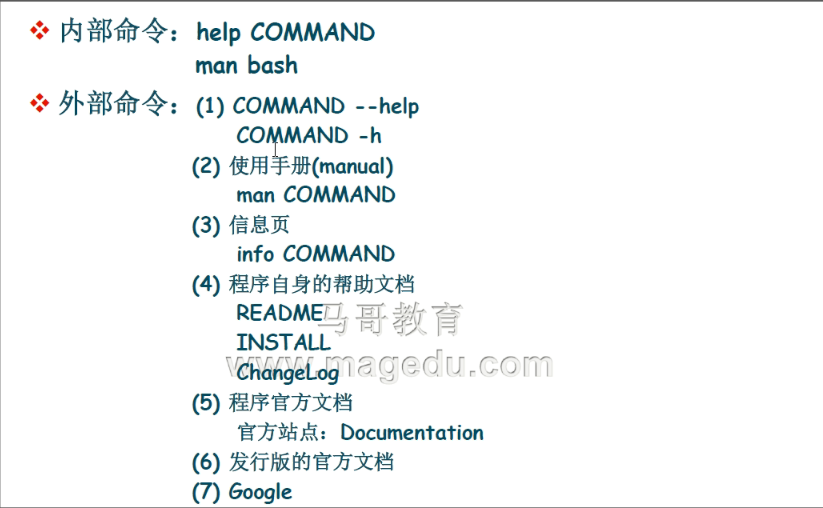 内部命令：help COMMAND
man bash
外部命令：(1) COMMAND --help
COMMAND -h
(2) 使用手册(manual)
man COMMAND
(3) 信息页
info COMMAND
(4) 程序自身的帮助文档
README
INSTALL
ChangeLog
(5) 程序官方文档
官方站点：Documentation
(6) 发行版的官方文档
(7) Google
马哥教育
www.magedu.com